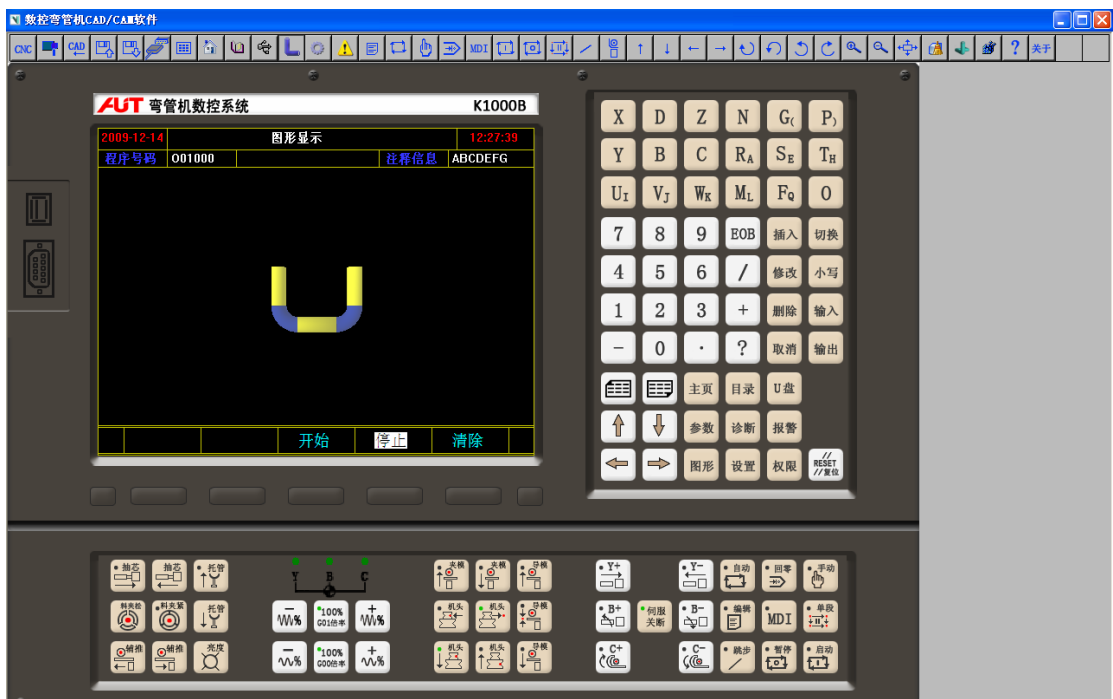 数控弯管机CAD/CAM软件
CNC CAD MDI ? 关于
AUT 弯管机数控系统 K1000B
2009-12-14 图形显示 12:27:39
程序号码 O01000 注释信息 ABCDEFG
开始 停止 清除
X D Z N G( P)
Y B C RA SE TH
UI VJ WK ML FQ O
7 8 9 EOB 插入 切换
4 5 6 / 修改 小写
1 2 3 + 删除 输入
- 0 · ? 取消 输出
主页 目录 U盘
参数 诊断 报警
图形 设置 权限 // RESET //复位
Y B C
抽芯 抽芯 托管 夹模 夹模 导模 Y+ Y- 自动 回零 手动
料夹松 料夹紧 托管 - % 100% G01倍率 + % 机头 机头 导模 B+ 伺服关断 B- 编辑 MDI 单段
辅推 辅推 亮度 - % 100% G00倍率 + % 机头 机头 导模 C+ C- 跳步 暂停 启动